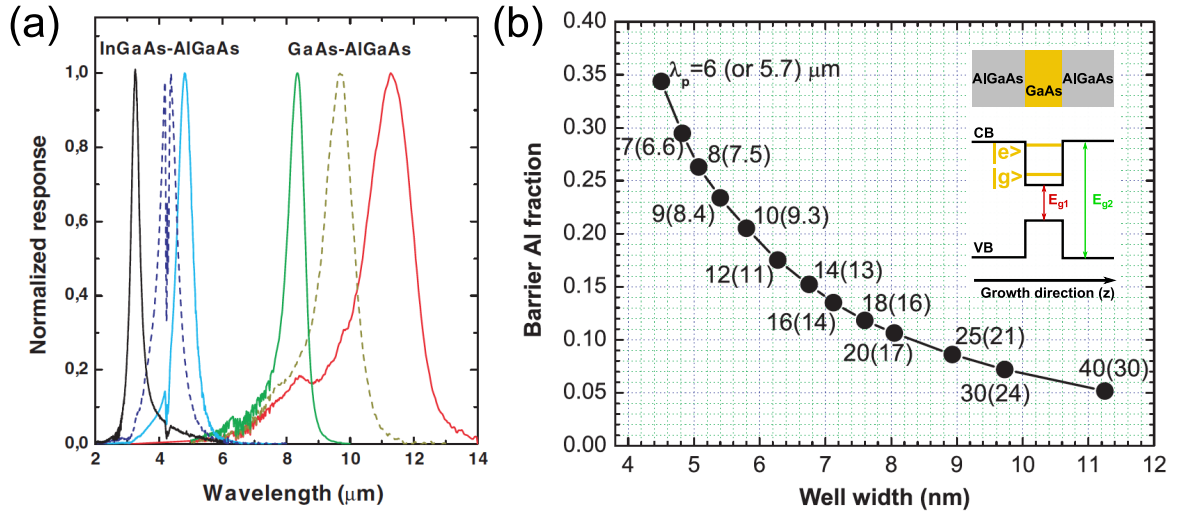 (a)
InGaAs-AlGaAs
GaAs-AlGaAs
1,0
0,8
0,6
0,4
0,2
0,0
2
4
6
8
10
12
14
Normalized response
Wavelength (μm)
(b)
0.40
0.35
0.30
0.25
0.20
0.15
0.10
0.05
0.00
4
5
6
7
8
9
10
11
12
Barrier Al fraction
Well width (nm)
λp=6 (or 5.7) μm
7(6.6)
8(7.5)
9(8.4)
10(9.3)
12(11)
14(13)
16(14)
18(16)
20(17)
25(21)
30(24)
40(30)
AlGaAs
GaAs
AlGaAs
CB
|e>
|g>
Eg1
Eg2
VB
Growth direction (z)